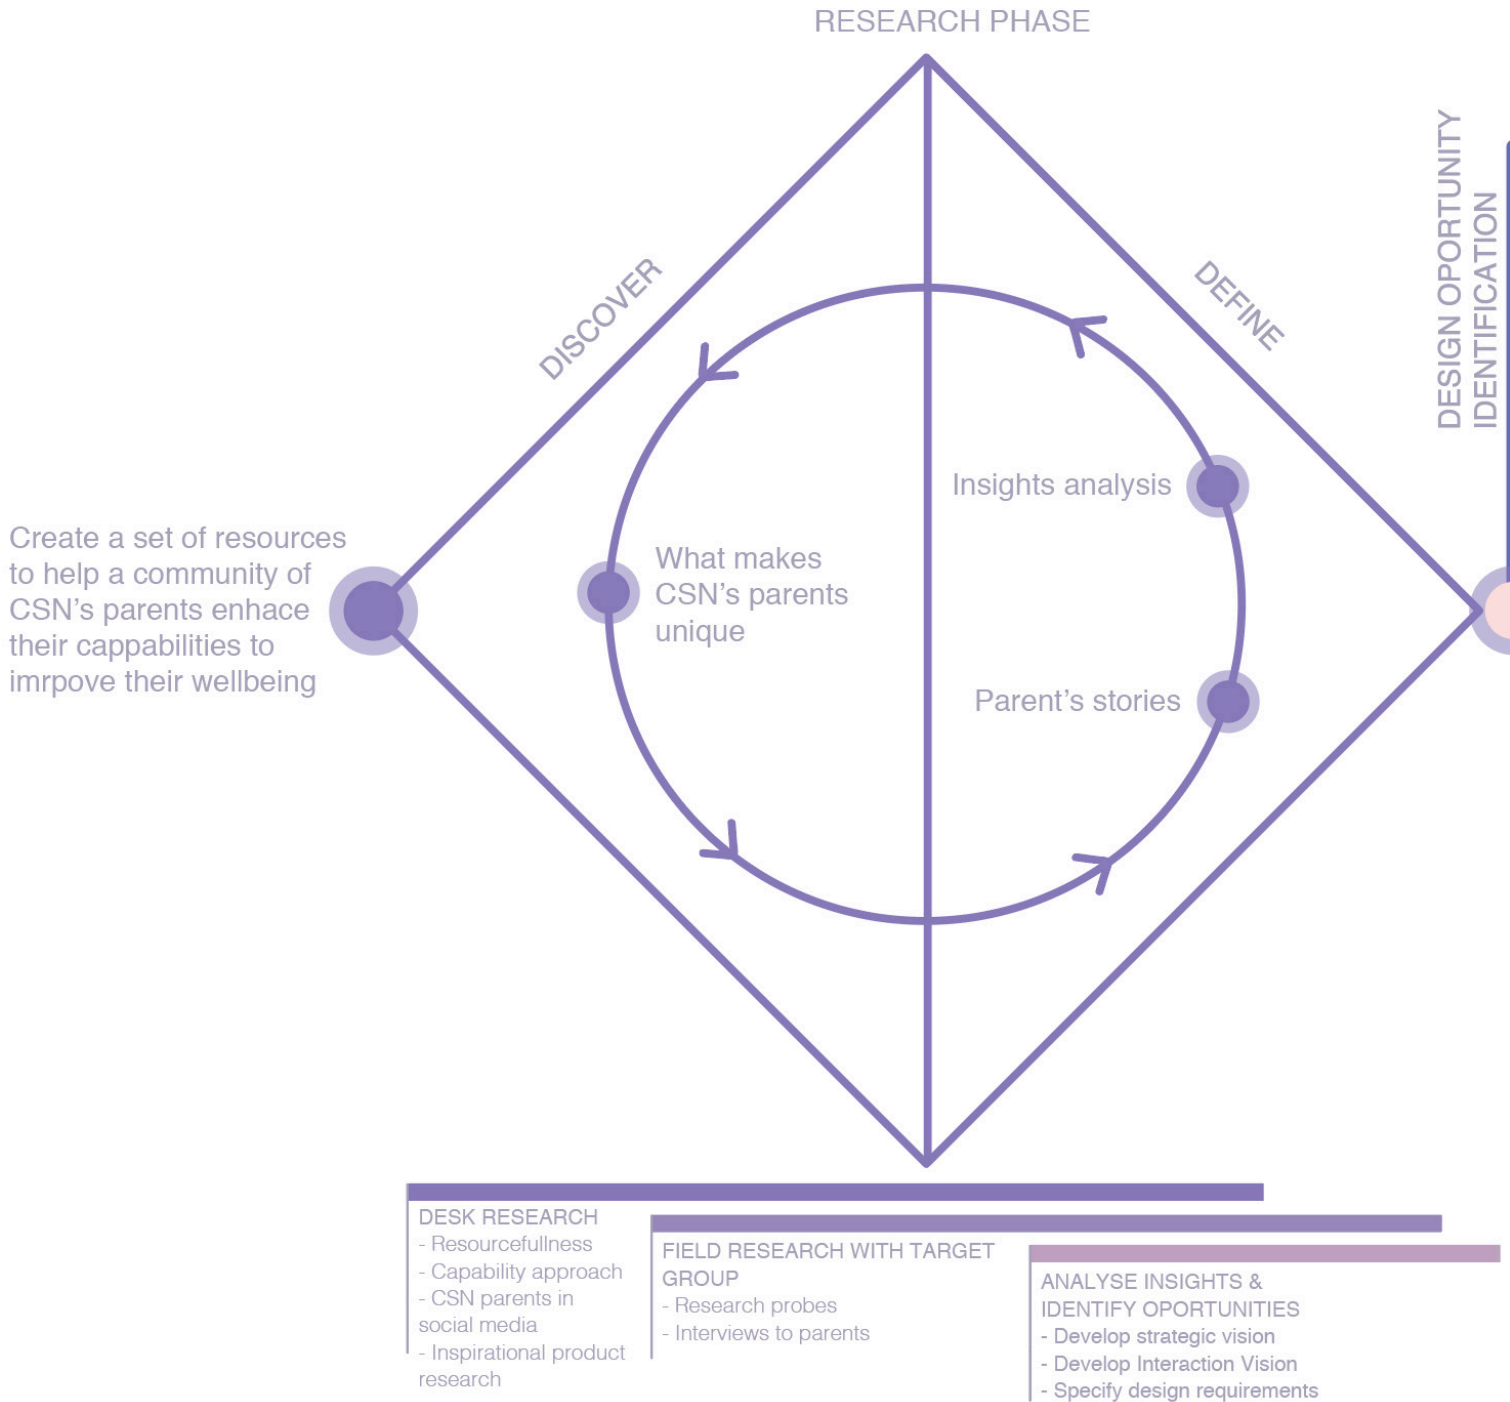 RESEARCH PHASE
DISCOVER
DEFINE
DESIGN OPORTUNITY
IDENTIFICATION
Create a set of resources
to help a community of
CSN's parents enhace
their cappabilities to
imrpove their wellbeing
What makes
CSN's parents
unique
Insights analysis
Parent's stories
DESK RESEARCH
- Resourcefullness
- Capability approach
- CSN parents in
social media
- Inspirational product
research
FIELD RESEARCH WITH TARGET
GROUP
- Research probes
- Interviews to parents
ANALYSE INSIGHTS &
IDENTIFY OPORTUNITIES
- Develop strategic vision
- Develop Interaction Vision
- Specify design requirements